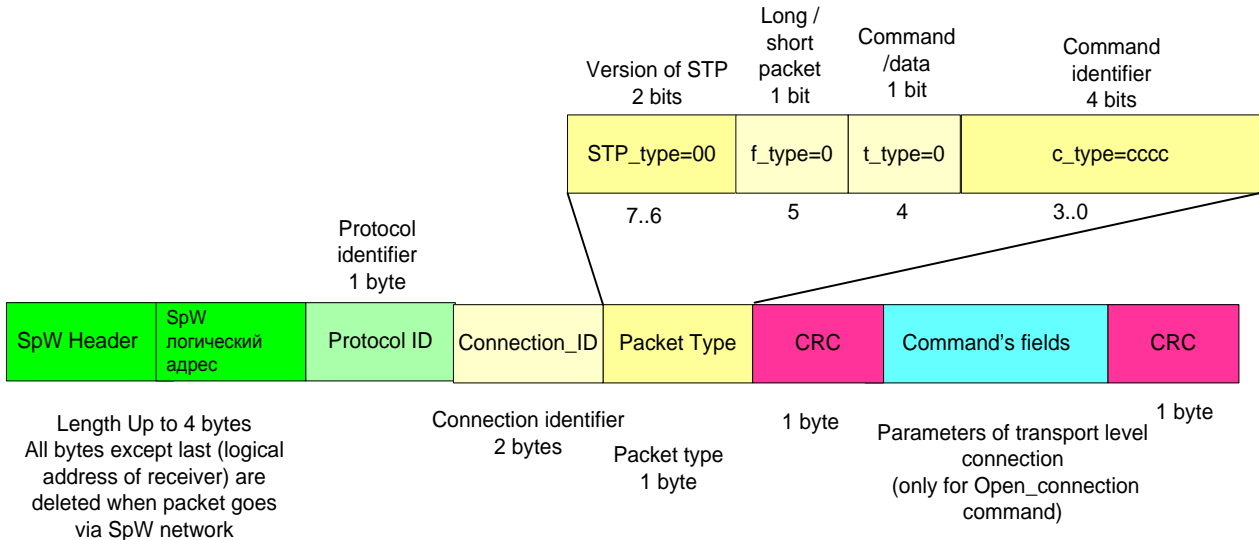 Version of STP
2 bits
Long /
short
packet
1 bit
Command
/data
1 bit
Command
identifier
4 bits
STP_type=00
f_type=0
t_type=0
c_type=cccc
7..6
5
4
3..0
Protocol
identifier
1 byte
SpW Header
SpW
логический
адрес
Protocol ID
Connection_ID
Packet Type
CRC
Command's fields
CRC
Length Up to 4 bytes
All bytes except last (logical
address of receiver) are
deleted when packet goes
via SpW network
Connection identifier
2 bytes
Packet type
1 byte
1 byte
Parameters of transport level
connection
(only for Open_connection
command)
1 byte